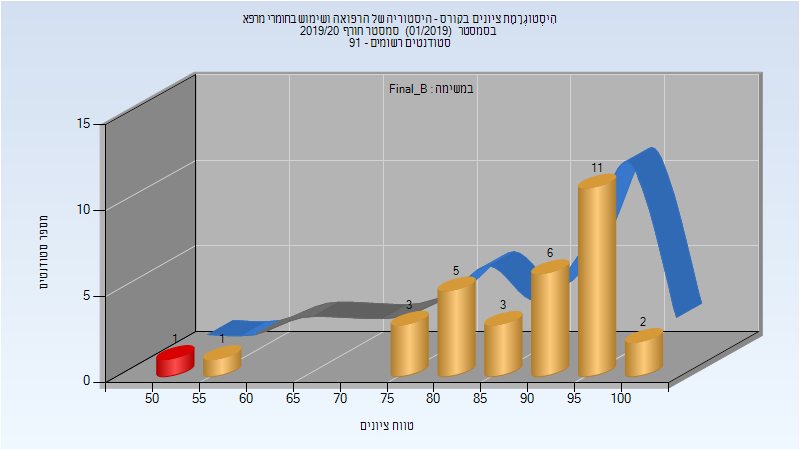 היסְטוֹגְרַמַת ציונים בקורס - היסטוריה של הרפואה ושימוש בחומרי מרפא
בסמסטר (01/2019) סמסטר חורף 2019/20
סטודנטים רשומים - 91
במשימה : Final_B
מספר סטודנטים
15
10
5
0
1
1
3
5
3
6
11
2
50 55 60 65 70 75 80 85 90 95 100
טווח ציונים